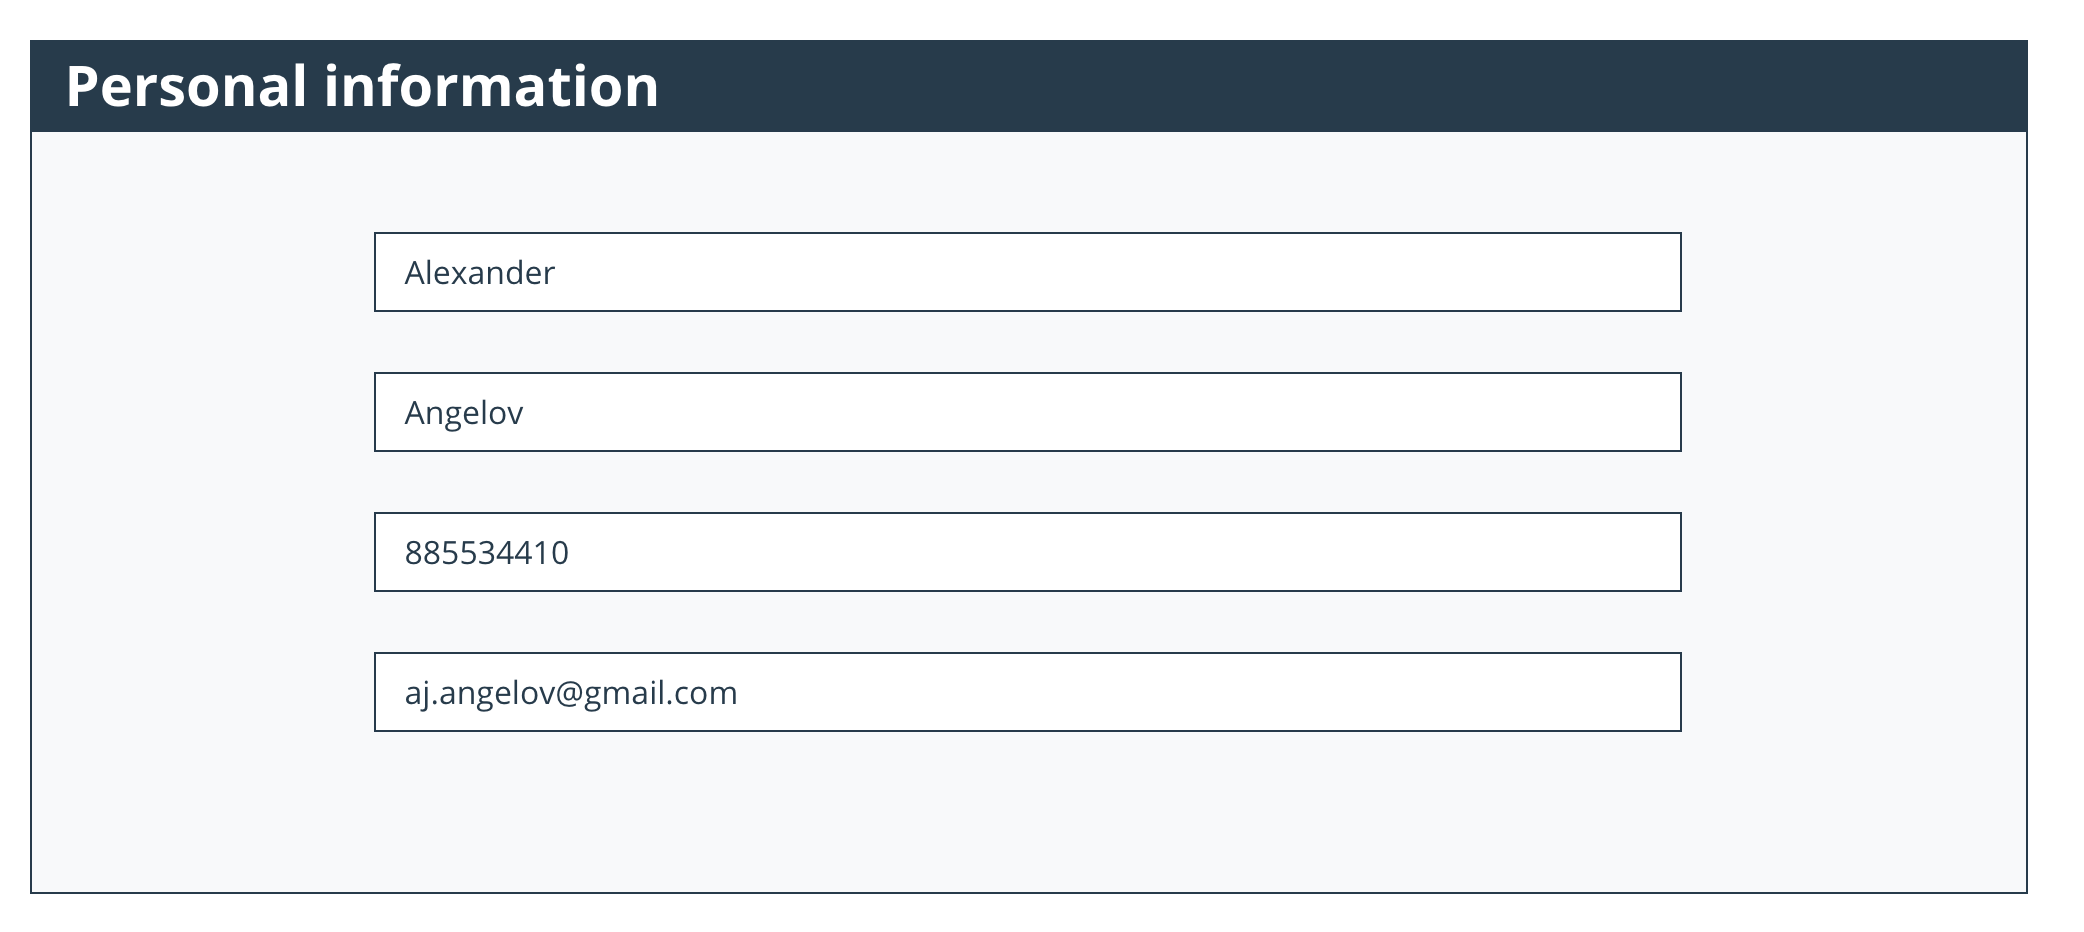 Personal information
Alexander
Angelov
885534410
aj.angelov@gmail.com